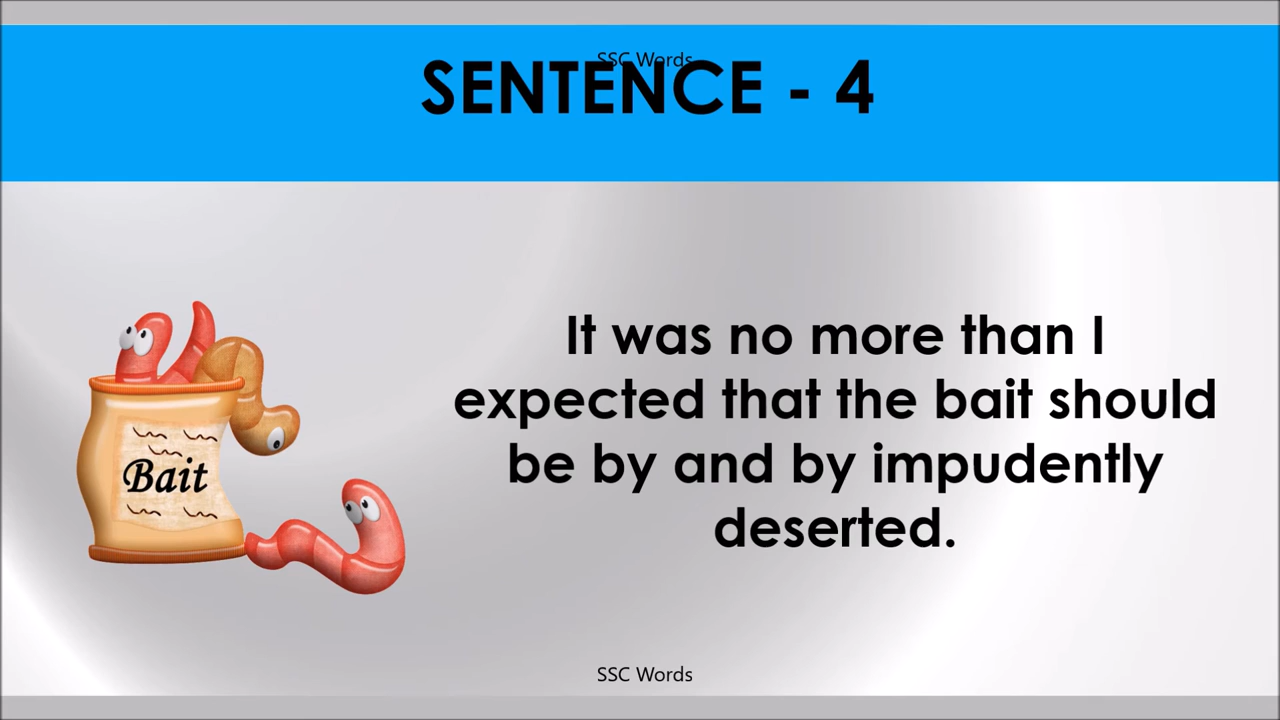 SSC Words
SENTENCE - 4
It was no more than I
expected that the bait should
be by and by impudently
deserted.
Bait
SSC Words